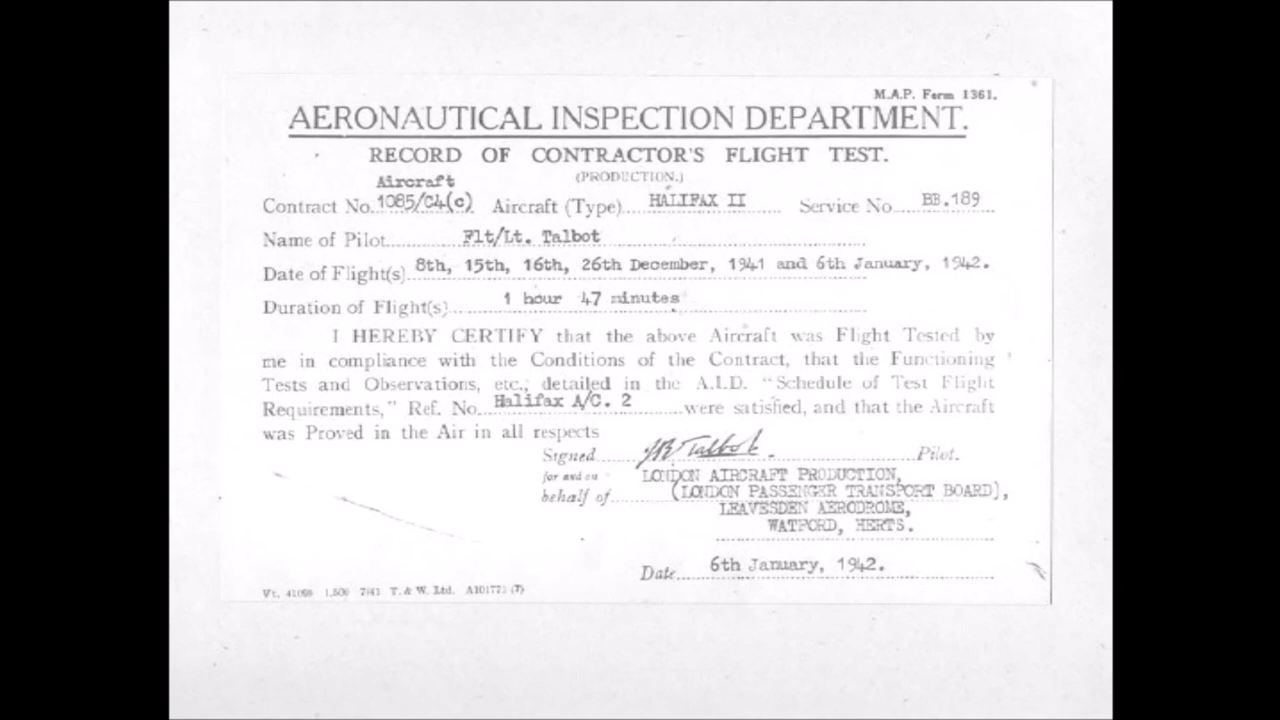 M.A.P. Form 1361.
AERONAUTICAL INSPECTION DEPARTMENT.
RECORD OF CONTRACTOR'S FLIGHT TEST.
(PRODUCTION.)
Aircraft
Contract No. 1085/C4(c) Aircraft (Type) HALIFAX II Service No. BB.189
Name of Pilot Flt/Lt. Talbot
Date of Flight(s) 8th, 15th, 16th, 26th December, 1941 and 6th January, 1942.
Duration of Flight(s) 1 hour 47 minutes
I HEREBY CERTIFY that the above Aircraft was Flight Tested by
me in compliance with the Conditions of the Contract, that the Functioning
Tests and Observations, etc., detailed in the A.I.D. "Schedule of Test Flight
Requirements," Ref. No. Halifax A/C. 2 were satisfied, and that the Aircraft
was Proved in the Air in all respects
Signed Talbot. Pilot.
for and on LONDON AIRCRAFT PRODUCTION,
behalf of (LONDON PASSENGER TRANSPORT BOARD),
LEAVESDEN AERODROME,
WATFORD, HERTS.
Date 6th January, 1942.
1,500 7/41 T. & W. Ltd.